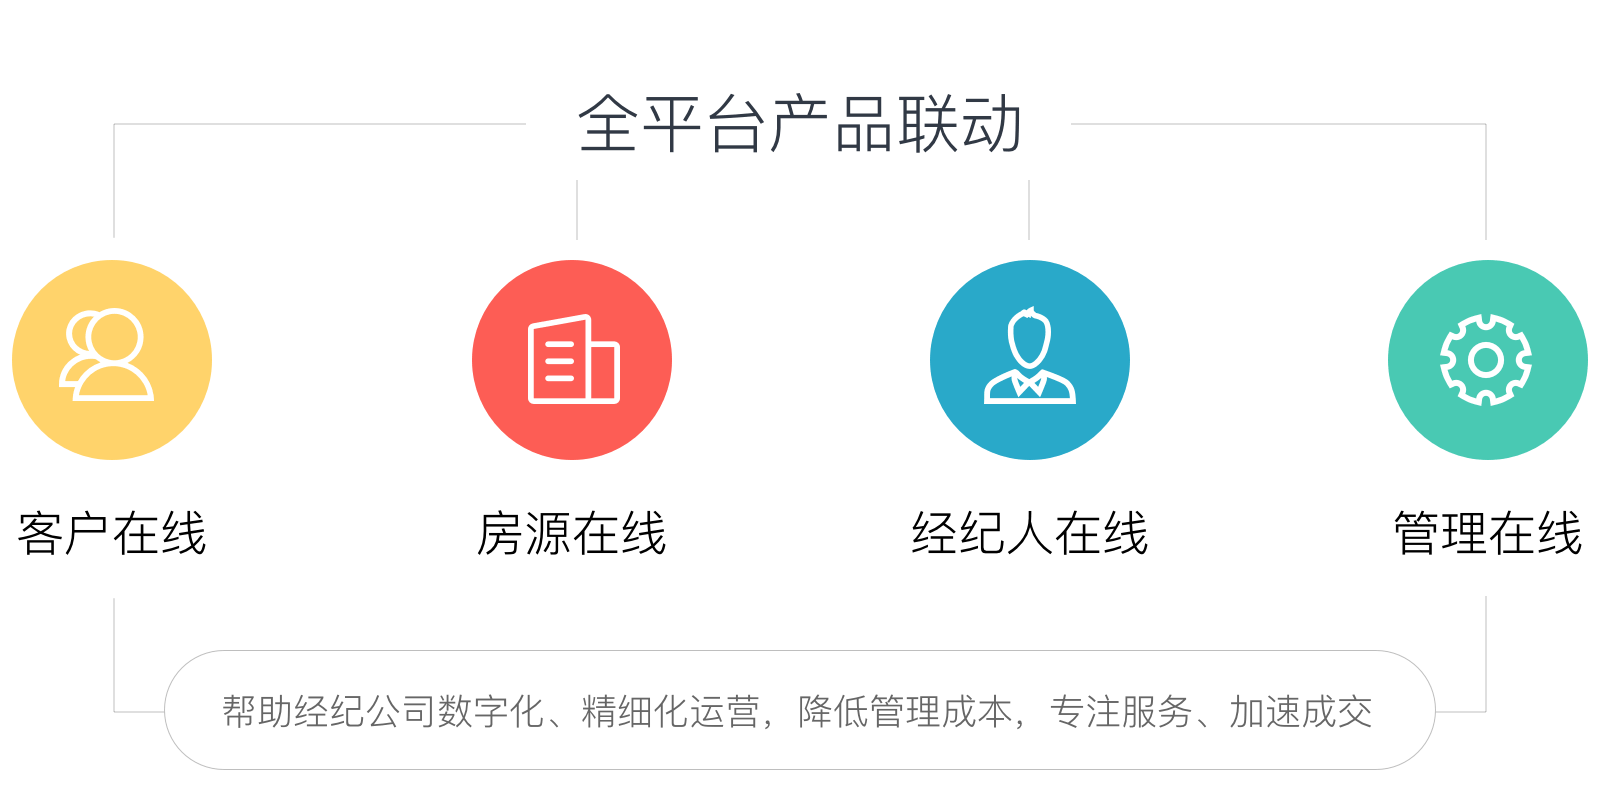 全平台产品联动
客户在线
房源在线
经纪人在线
管理在线
帮助经纪公司数字化、精细化运营，降低管理成本，专注服务、加速成交